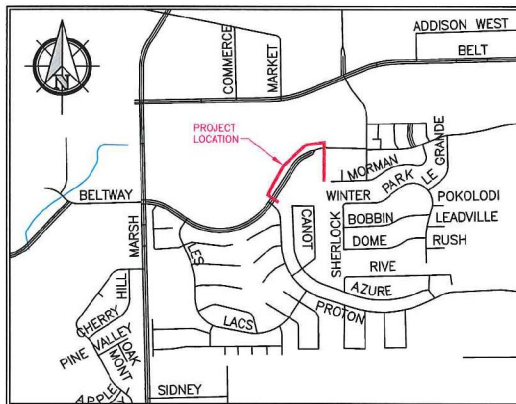 ADDISON WEST
BELT
COMMERCE
MARKET
N
PROJECT
LOCATION
LE GRANDE
MORMAN
PARK
WINTER
POKOLODI
BELTWAY
CANOT
SHERLOCK
BOBBIN
LEADVILLE
DOME
RUSH
MARSH
LES
RIVE
AZURE
PROTON
HILL
CHERRY
LACS
PINE VALLEY
OAK
MONT
APPLE
SIDNEY